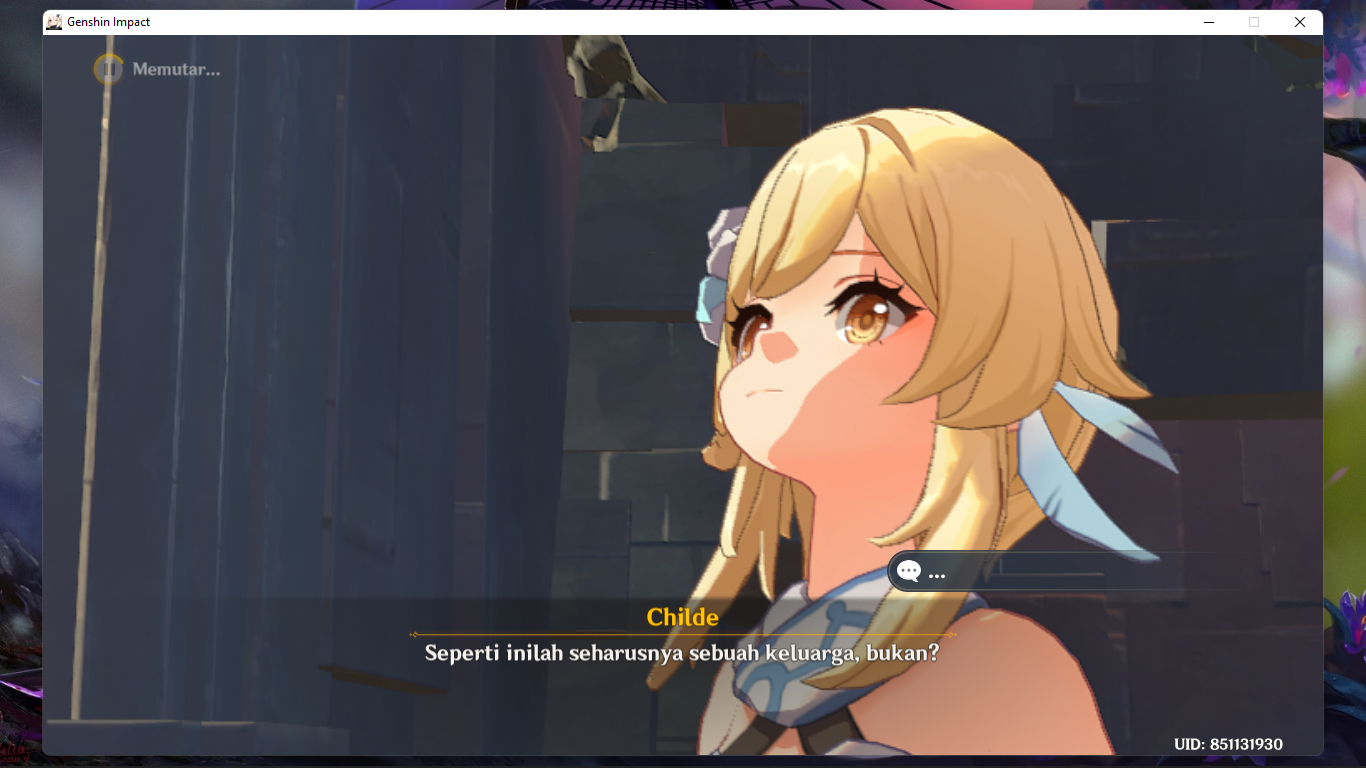 Genshin Impact
Memutar...
...
Childe
Seperti inilah seharusnya sebuah keluarga, bukan?
UID: 851131930